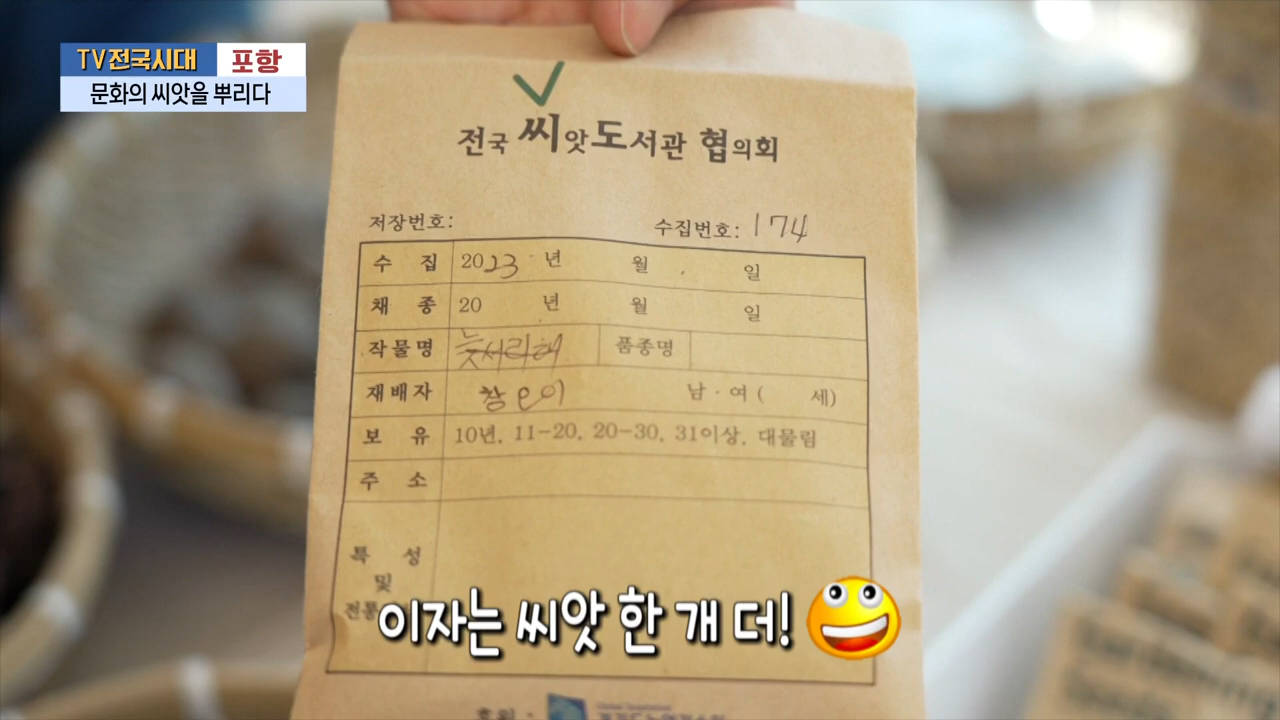 TV전국시대 포항
문화의 씨앗을 뿌리다
전국 씨앗도서관 협의회
저장번호: 수집번호: 174
수 집 2023 년 월 일
채 종 20 년 월 일
작물명 늦서리태 품종명
재배자 남 · 여 ( 세)
보 유 10년, 11-20, 20-30, 31이상, 대물림
주 소
특 성
및
전통
이자는 씨앗 한 개 더!
후원 :